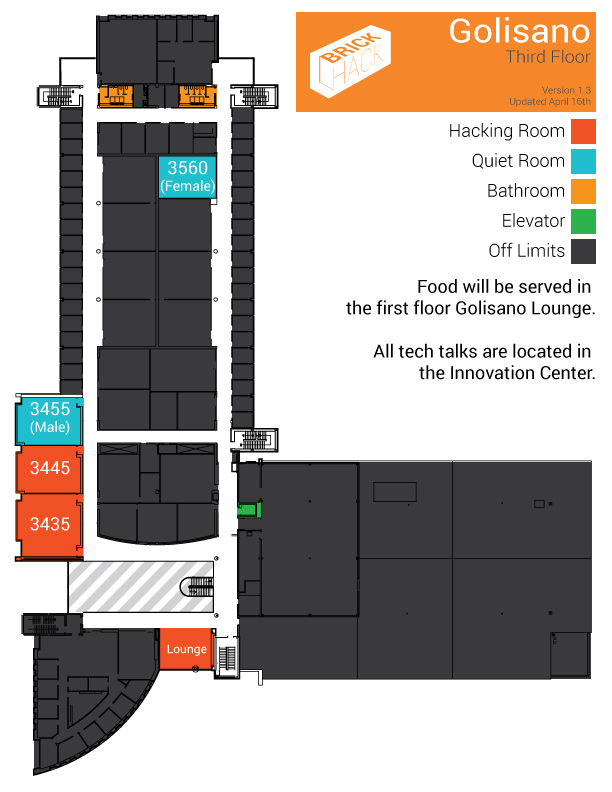 BRICK
HACK
Golisano
Third Floor
Version 1.3
Updated April 16th
Hacking Room
Quiet Room
Bathroom
Elevator
Off Limits
Food will be served in
the first floor Golisano Lounge.
All tech talks are located in
the Innovation Center.
3560
(Female)
3455
(Male)
3445
3435
Lounge